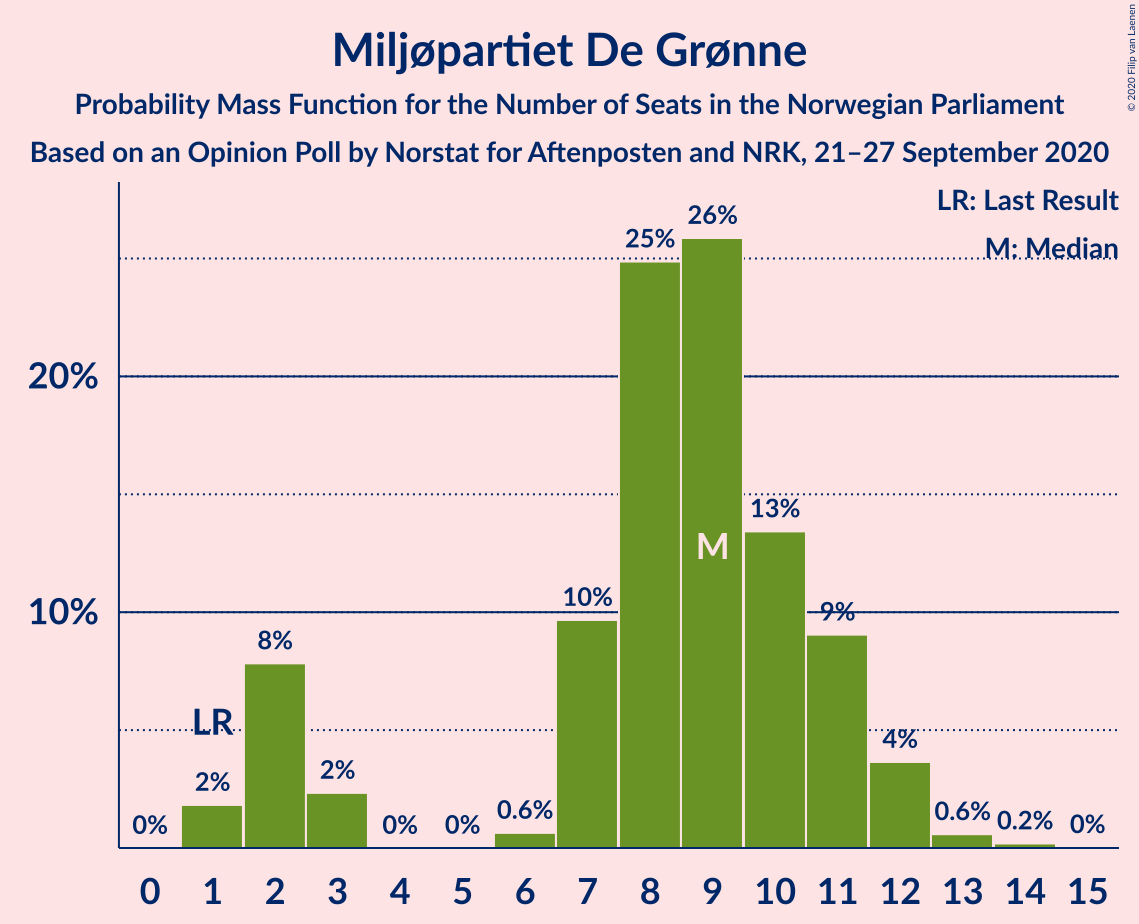 Miljøpartiet De Grønne
Probability Mass Function for the Number of Seats in the Norwegian Parliament
Based on an Opinion Poll by Norstat for Aftenposten and NRK, 21–27 September 2020
© 2020 Filip van Laenen
LR: Last Result
M: Median
20%
10%
0% 2% 8% 2% 0% 0% 0.6% 10% 25% 26% 13% 9% 4% 0.6% 0.2% 0%
LR
M
0 1 2 3 4 5 6 7 8 9 10 11 12 13 14 15